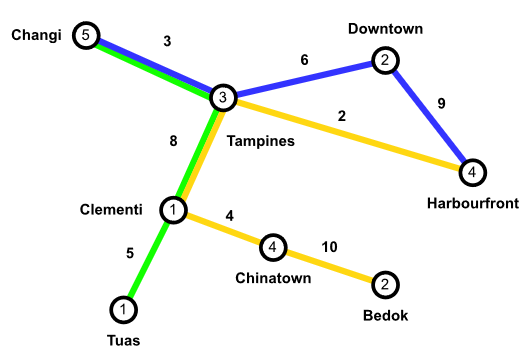 Downtown
Changi 5 3 6 2
9
3 2
8 Tampines 4
Harbourfront
Clementi 1 4
10
5 4
Chinatown 2
1 Bedok
Tuas